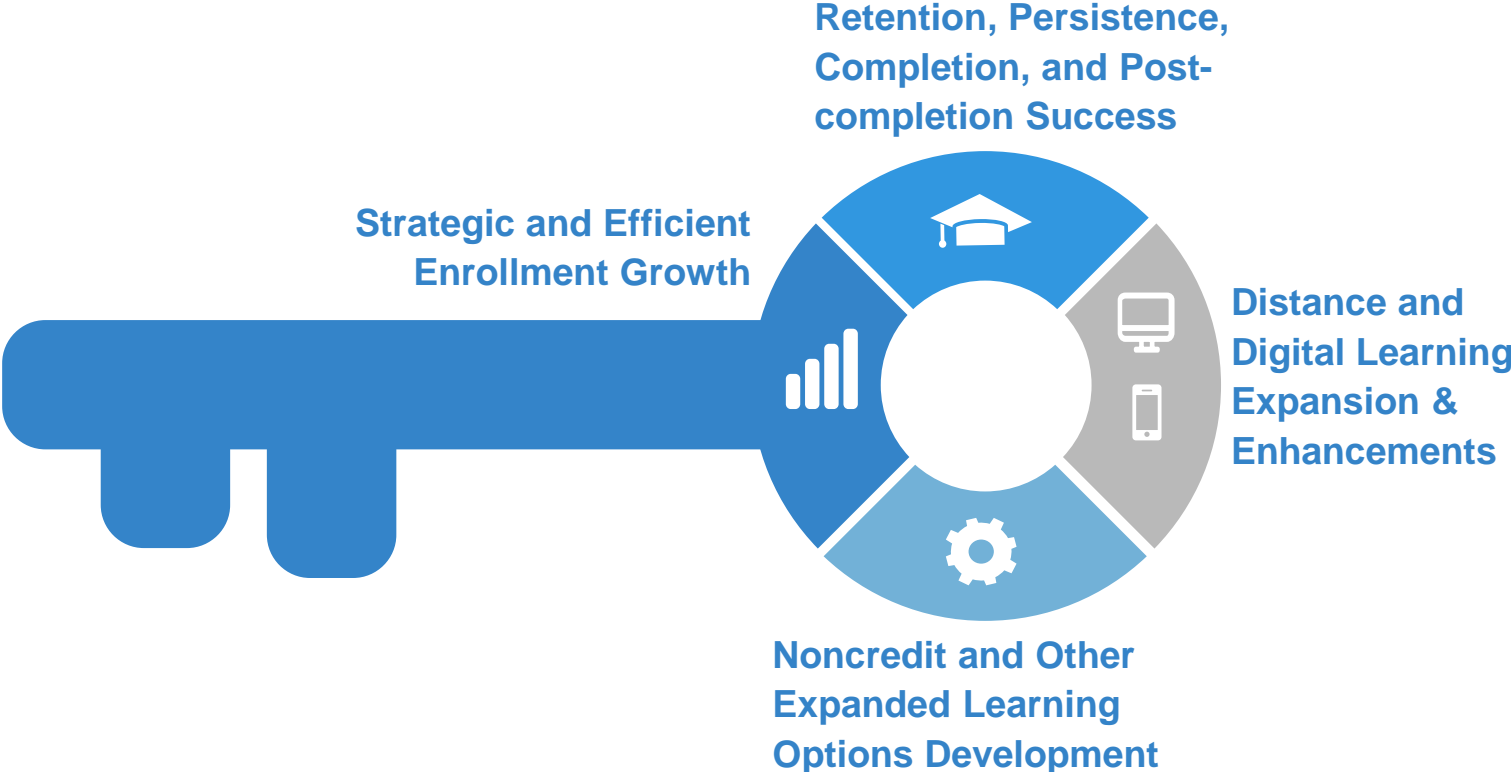 Retention, Persistence,
Completion, and Post-
completion Success
Strategic and Efficient
Enrollment Growth
Distance and
Digital Learning
Expansion &
Enhancements
Noncredit and Other
Expanded Learning
Options Development